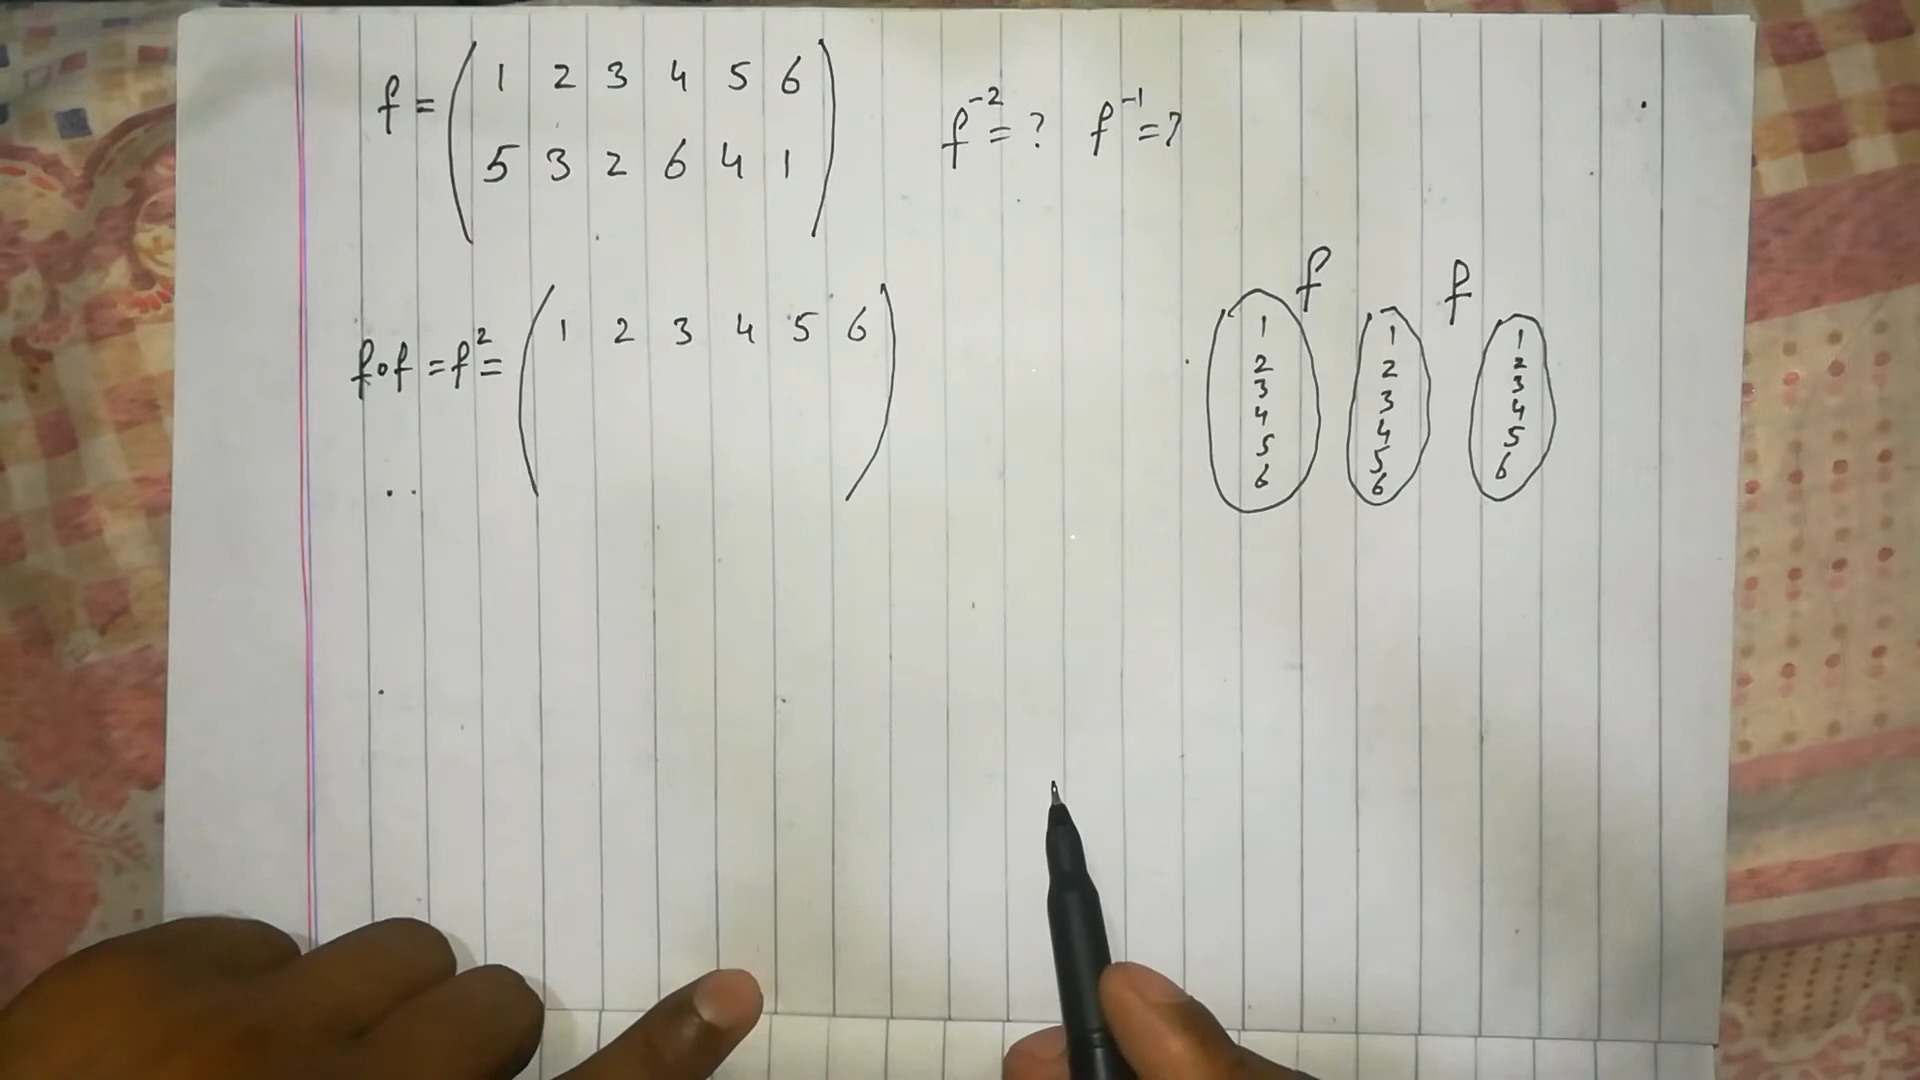 f = ( 1 2 3 4 5 6
5 3 2 6 4 1 )
f⁻² = ? f⁻¹ = ?
fof = f² = ( 1 2 3 4 5 6 )
f f
1 1 1
2 2 2
3 3 3
4 4 4
5 5 5
6 6 6